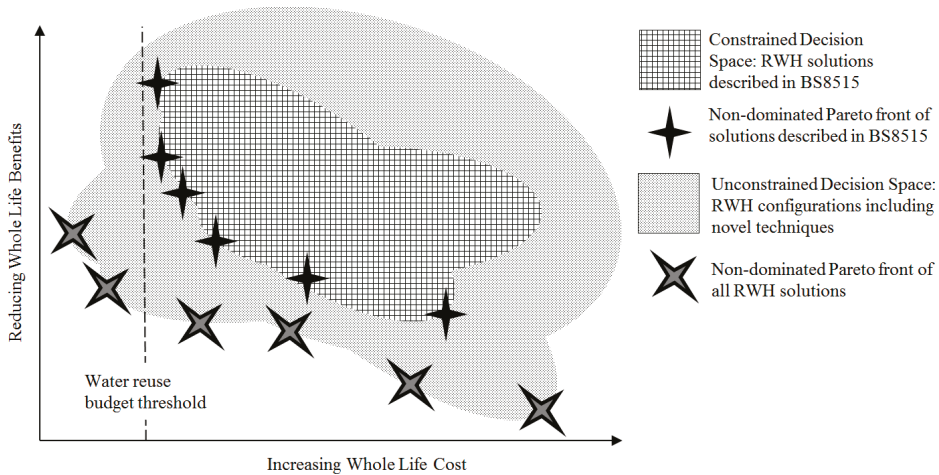 Reducing Whole Life Benefits
Water reuse
budget threshold
Increasing Whole Life Cost
Constrained Decision
Space: RWH solutions
described in BS8515
Non-dominated Pareto front of
solutions described in BS8515
Unconstrained Decision Space:
RWH configurations including
novel techniques
Non-dominated Pareto front of
all RWH solutions